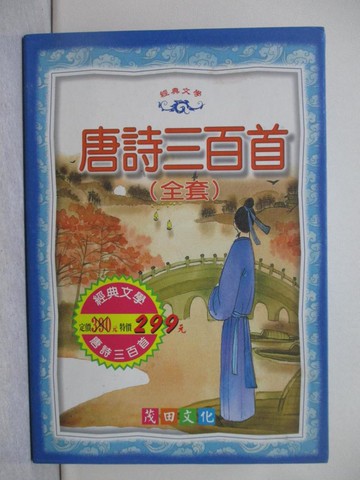 經典文學
唐詩三百首
（全套）
經典文學
定價380元 特價299元
唐詩三百首
茂田文化